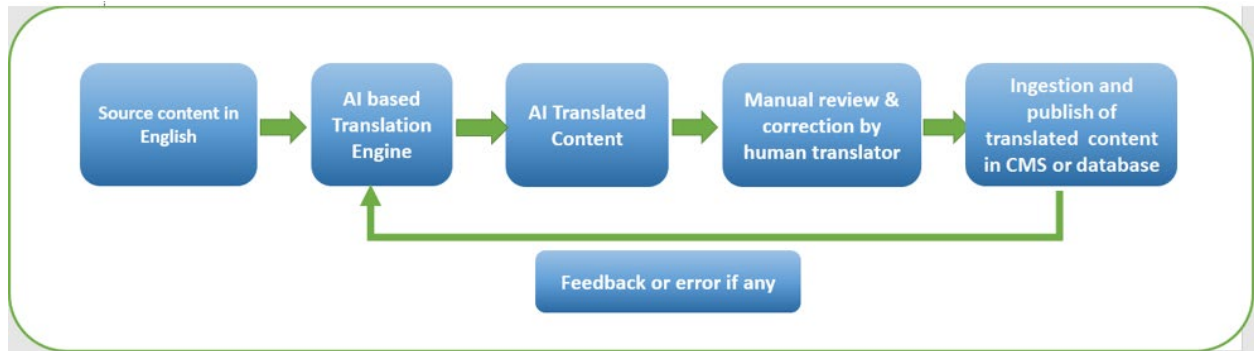 Source content in
English
AI based
Translation
Engine
AI Translated
Content
Manual review &
correction by
human translator
Ingestion and
publish of
translated content
in CMS or database
Feedback or error if any